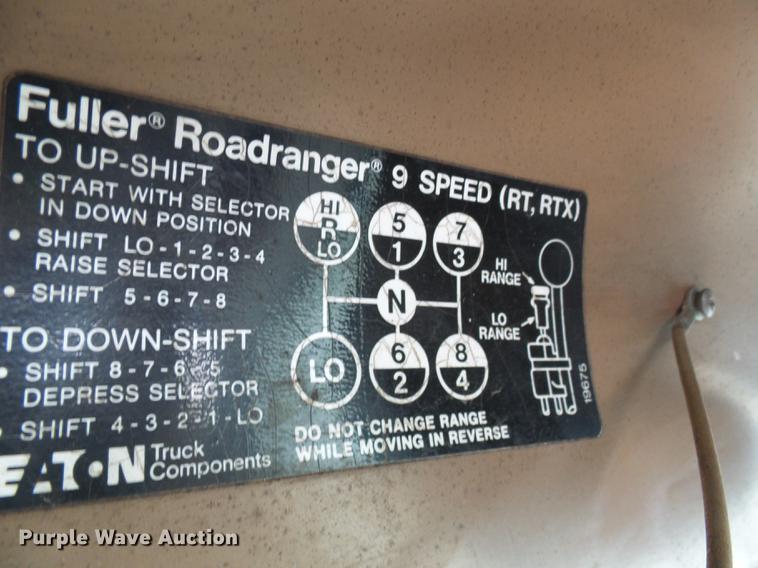 Fuller® Roadranger® 9 SPEED (RT, RTX)
TO UP-SHIFT
• START WITH SELECTOR
IN DOWN POSITION
• SHIFT LO-1-2-3-4
RAISE SELECTOR
• SHIFT 5-6-7-8
TO DOWN-SHIFT
• SHIFT 8-7-6-5
DEPRESS SELECTOR
• SHIFT 4-3-2-1-LO
EATON Truck
Components
HI
R
LO
5
1
7
3
N
LO
6
2
8
4
HI
RANGE
LO
RANGE
19675
DO NOT CHANGE RANGE
WHILE MOVING IN REVERSE
Purple Wave Auction